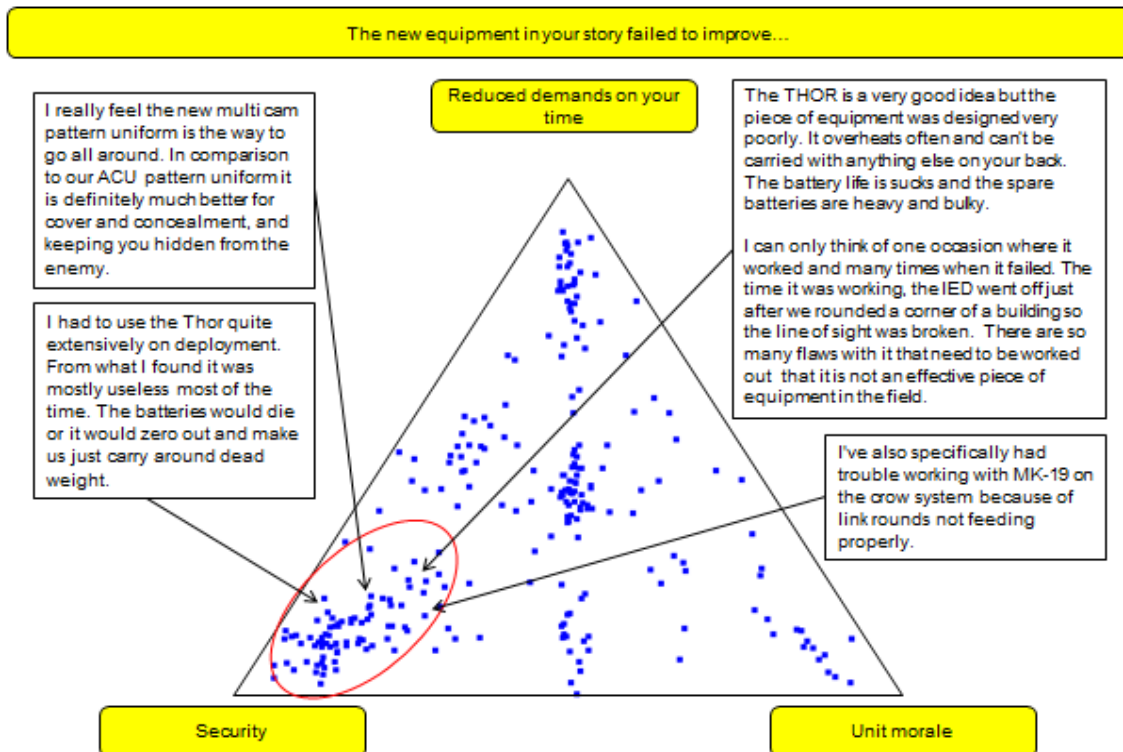 The new equipment in your story failed to improve...
Reduced demands on your
time
I really feel the new multi cam
pattern uniform is the way to
go all around. In comparison
to our ACU pattern uniform it
is definitely much better for
cover and concealment, and
keeping you hidden from the
enemy.
I had to use the Thor quite
extensively on deployment.
From what I found it was
mostly useless most of the
time. The batteries would die
or it would zero out and make
us just carry around dead
weight.
The THOR is a very good idea but the
piece of equipment was designed very
poorly. It overheats often and can't be
carried with anything else on your back.
The battery life is sucks and the spare
batteries are heavy and bulky.
I can only think of one occasion where it
worked and many times when it failed. The
time it was working, the IED went off just
after we rounded a corner of a building so
the line of sight was broken. There are so
many flaws with it that need to be worked
out that it is not an effective piece of
equipment in the field.
I've also specifically had
trouble working with MK-19 on
the crow system because of
link rounds not feeding
properly.
Security
Unit morale